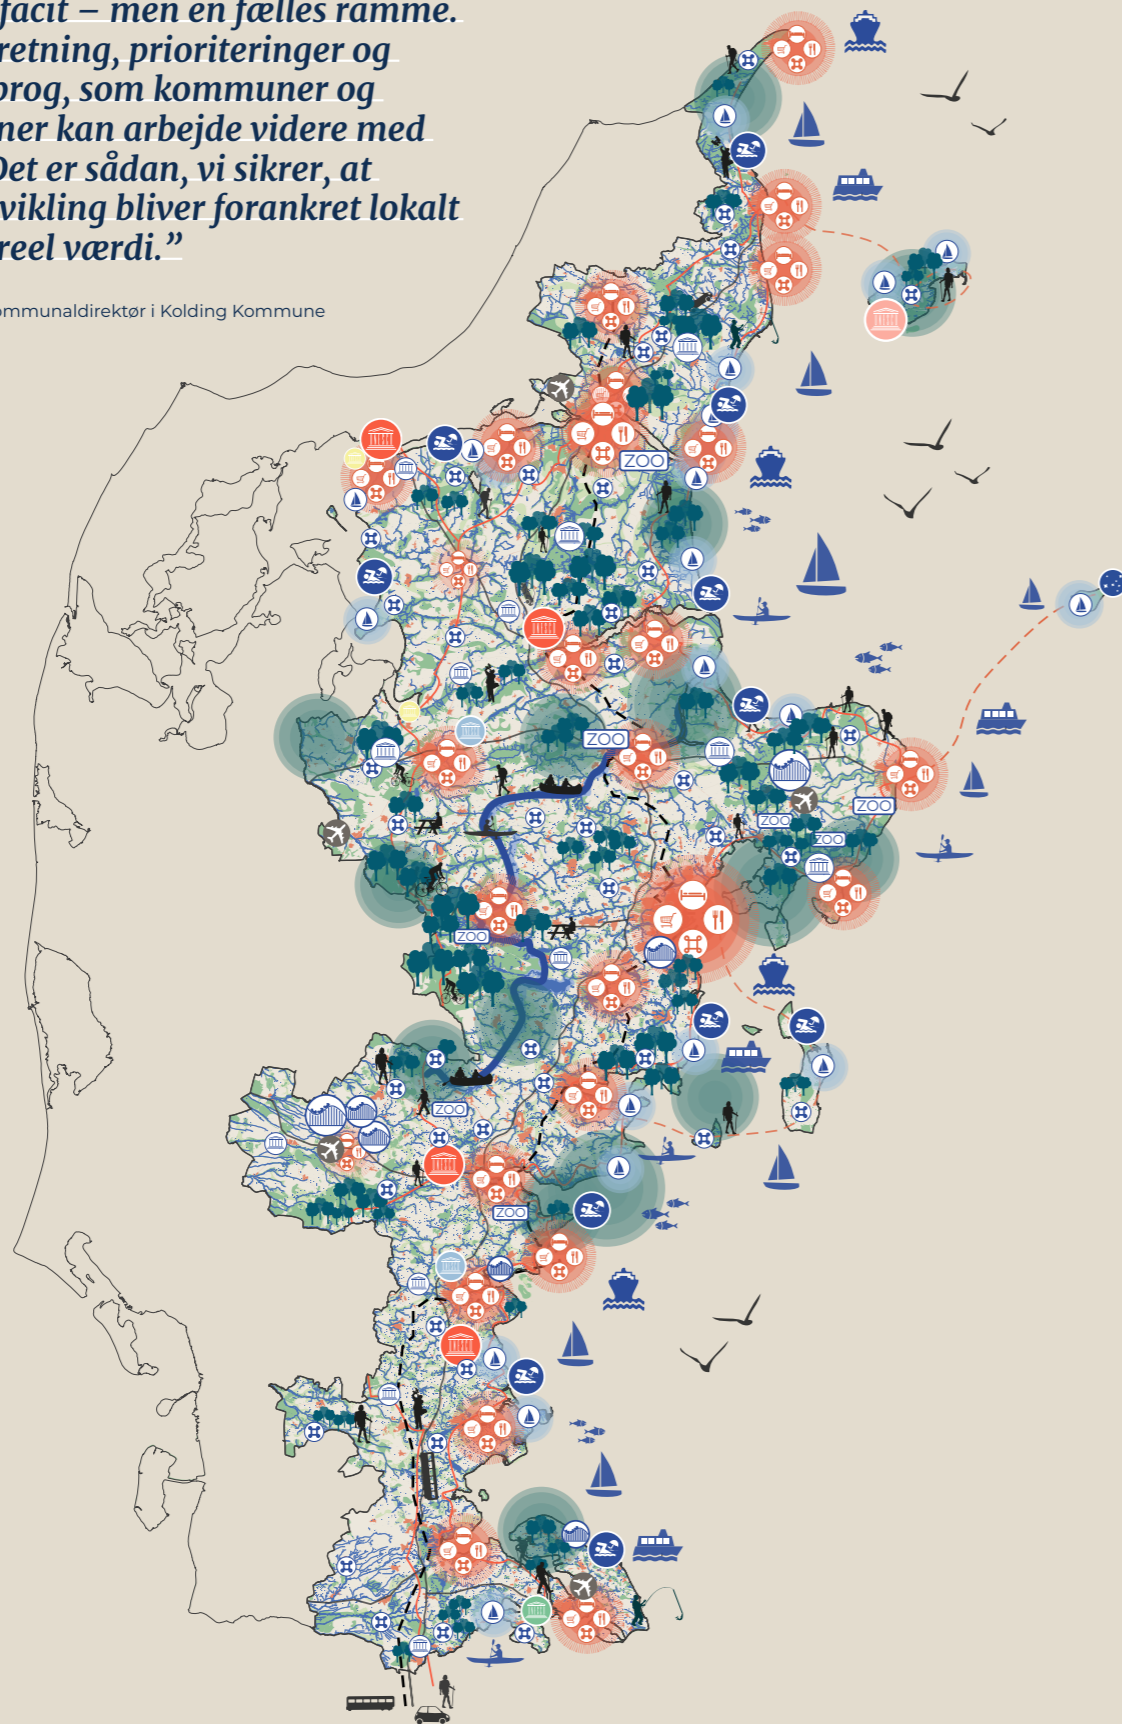 facit – men en fælles ramme.
retning, prioriteringer og
prog, som kommuner og
ner kan arbejde videre med
Det er sådan, vi sikrer, at
vikling bliver forankret lokalt
reel værdi.”
ommunaldirektør i Kolding Kommune
ZOO
ZOO
ZOO
ZOO
ZOO
ZOO
ZOO
ZOO